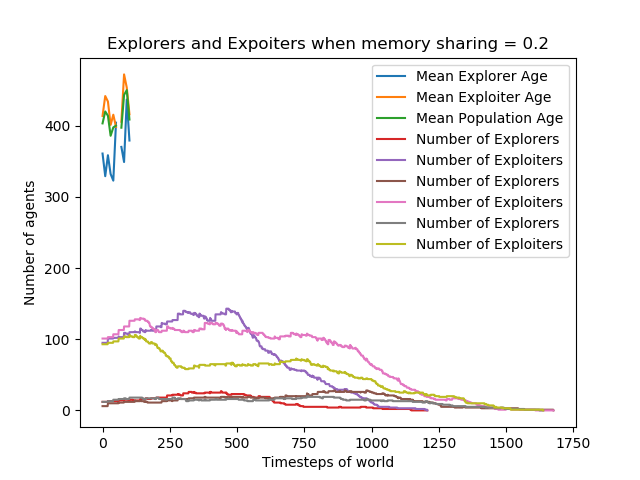 Explorers and Expoiters when memory sharing = 0.2
Mean Explorer Age
Mean Exploiter Age
Mean Population Age
Number of Explorers
Number of Exploiters
Number of Explorers
Number of Exploiters
Number of Explorers
Number of Exploiters
Number of agents
400
300
200
100
0
0 250 500 750 1000 1250 1500 1750
Timesteps of world